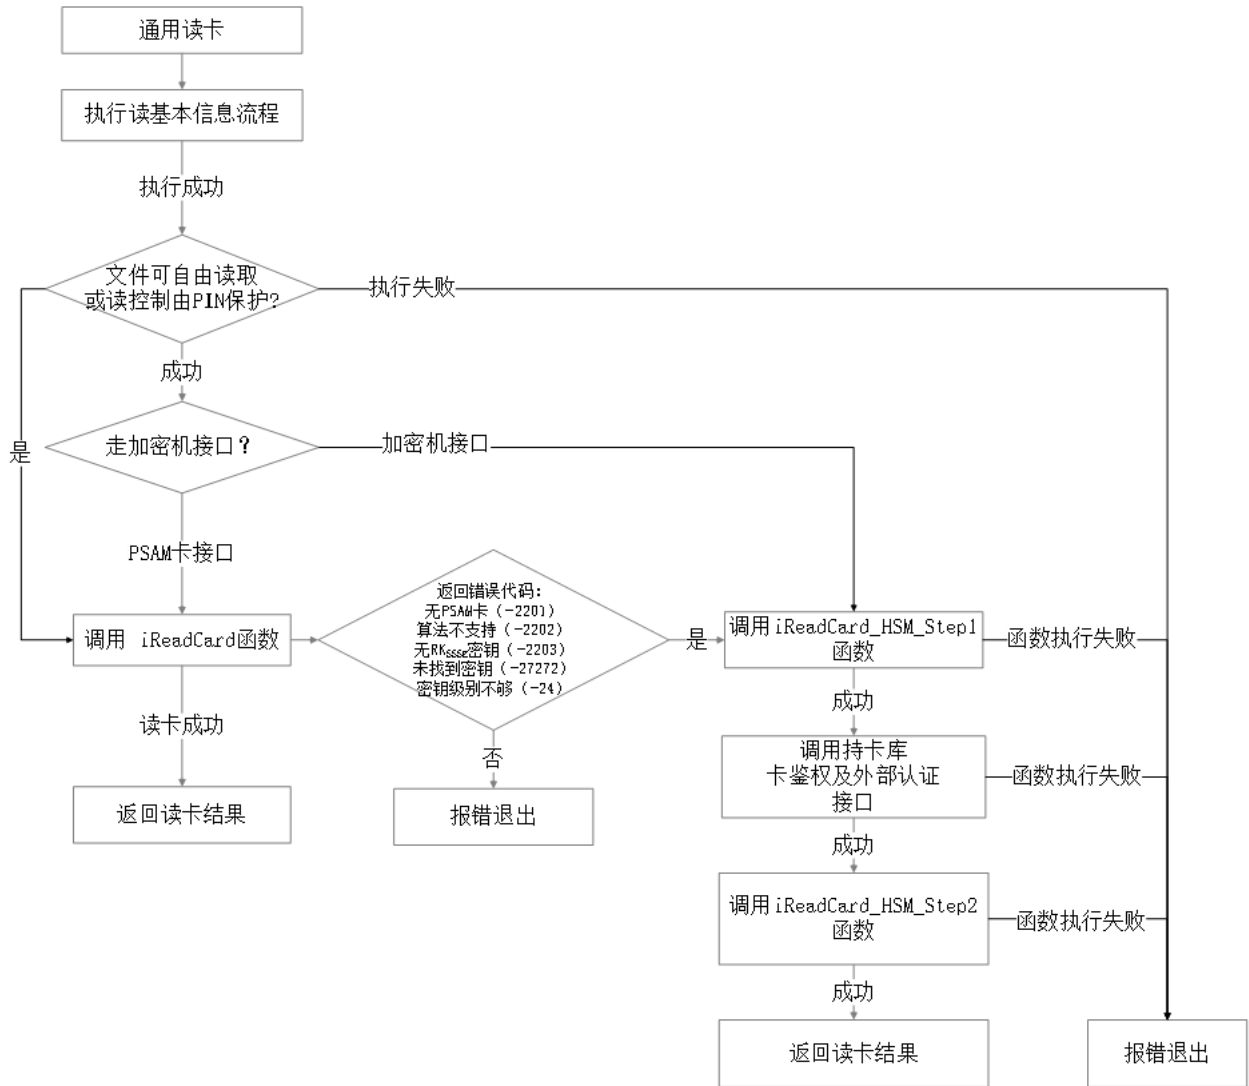 通用读卡
执行读基本信息流程
执行成功
文件可自由读取
或读控制由PIN保护?
执行失败
成功
是
走加密机接口?
加密机接口
PSAM卡接口
调用 iReadCard函数
返回错误代码:
无PSAM卡（-2201）
算法不支持（-2202）
无RKSSSE密钥（-2203）
未找到密钥（-27272）
密钥级别不够（-24）
是
调用iReadCard_HSM_Step1
函数
函数执行失败
读卡成功
否
成功
返回读卡结果
报错退出
调用持卡库
卡鉴权及外部认证
接口
函数执行失败
成功
调用iReadCard_HSM_Step2
函数
函数执行失败
成功
返回读卡结果
报错退出